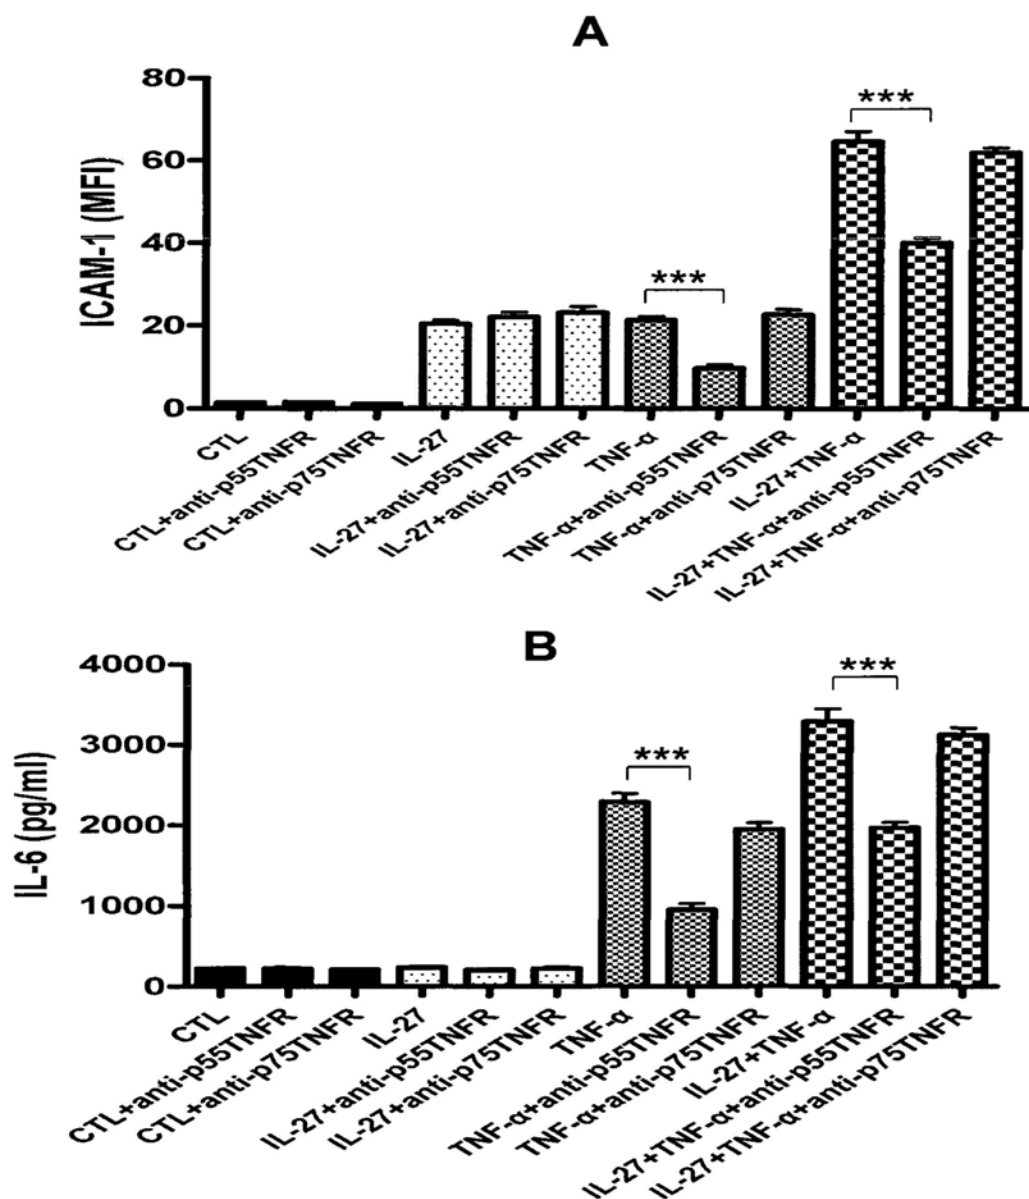 A
80
60
40
20
0
ICAM-1 (MFI)
***
***
CTL
CTL+anti-p55TNFR
CTL+anti-p75TNFR
IL-27
IL-27+anti-p55TNFR
IL-27+anti-p75TNFR
TNF-α
TNF-α+anti-p55TNFR
TNF-α+anti-p75TNFR
IL-27+TNF-α
IL-27+TNF-α+anti-p55TNFR
IL-27+TNF-α+anti-p75TNFR
B
4000
3000
2000
1000
0
IL-6 (pg/ml)
***
***
CTL
CTL+anti-p55TNFR
CTL+anti-p75TNFR
IL-27
IL-27+anti-p55TNFR
IL-27+anti-p75TNFR
TNF-α
TNF-α+anti-p55TNFR
TNF-α+anti-p75TNFR
IL-27+TNF-α
IL-27+TNF-α+anti-p55TNFR
IL-27+TNF-α+anti-p75TNFR